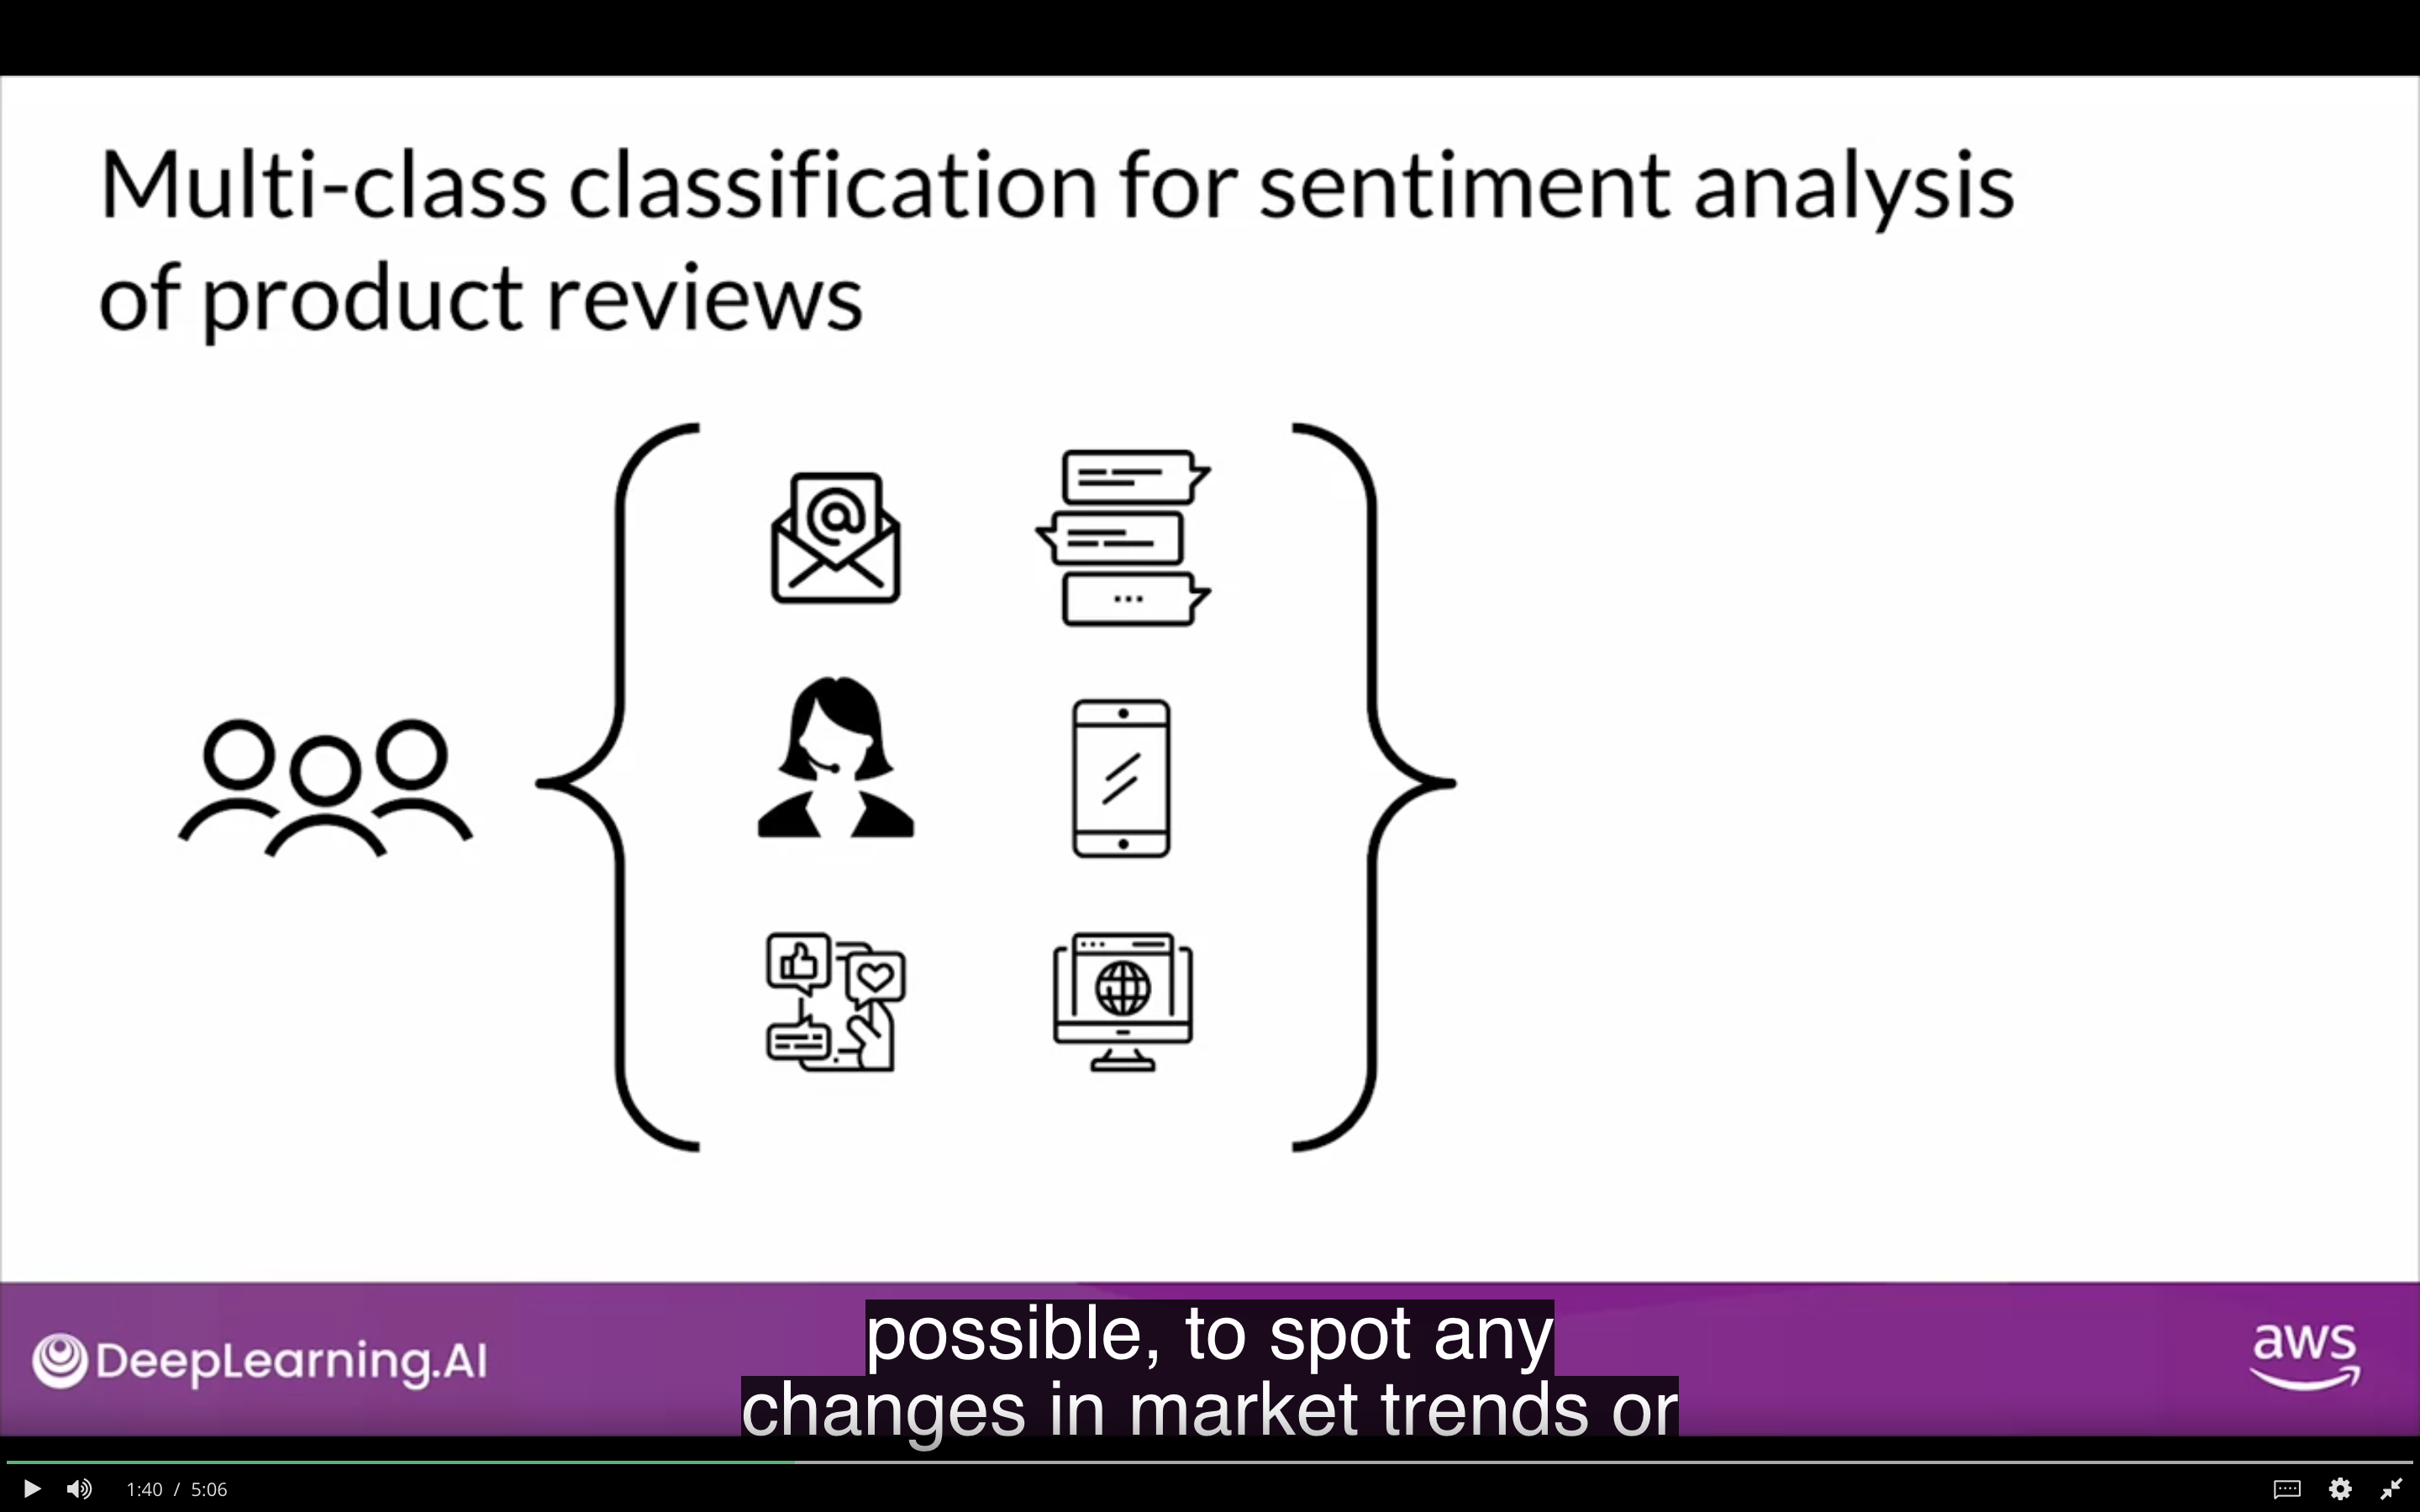 Multi-class classification for sentiment analysis
of product reviews
@
DeepLearning.AI
aws
possible, to spot any
changes in market trends or
1:40 / 5:06